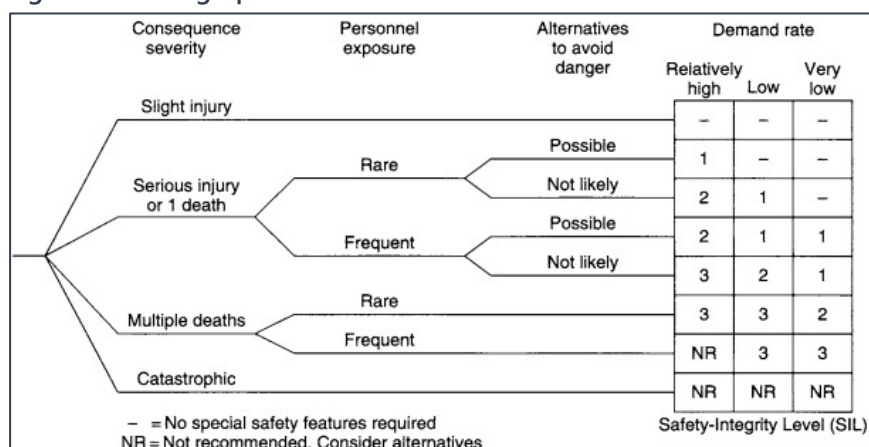 Consequence severity
Personnel exposure
Alternatives to avoid danger
Demand rate
Relatively high
Low
Very low
Slight injury
– – –
Possible
1 – –
Rare
Not likely
2 1 –
Serious injury or 1 death
Possible
2 1 1
Frequent
Not likely
3 2 1
Rare
3 3 2
Multiple deaths
Frequent
NR 3 3
Catastrophic
NR NR NR
– = No special safety features required
NR = Not recommended. Consider alternatives
Safety-Integrity Level (SIL)